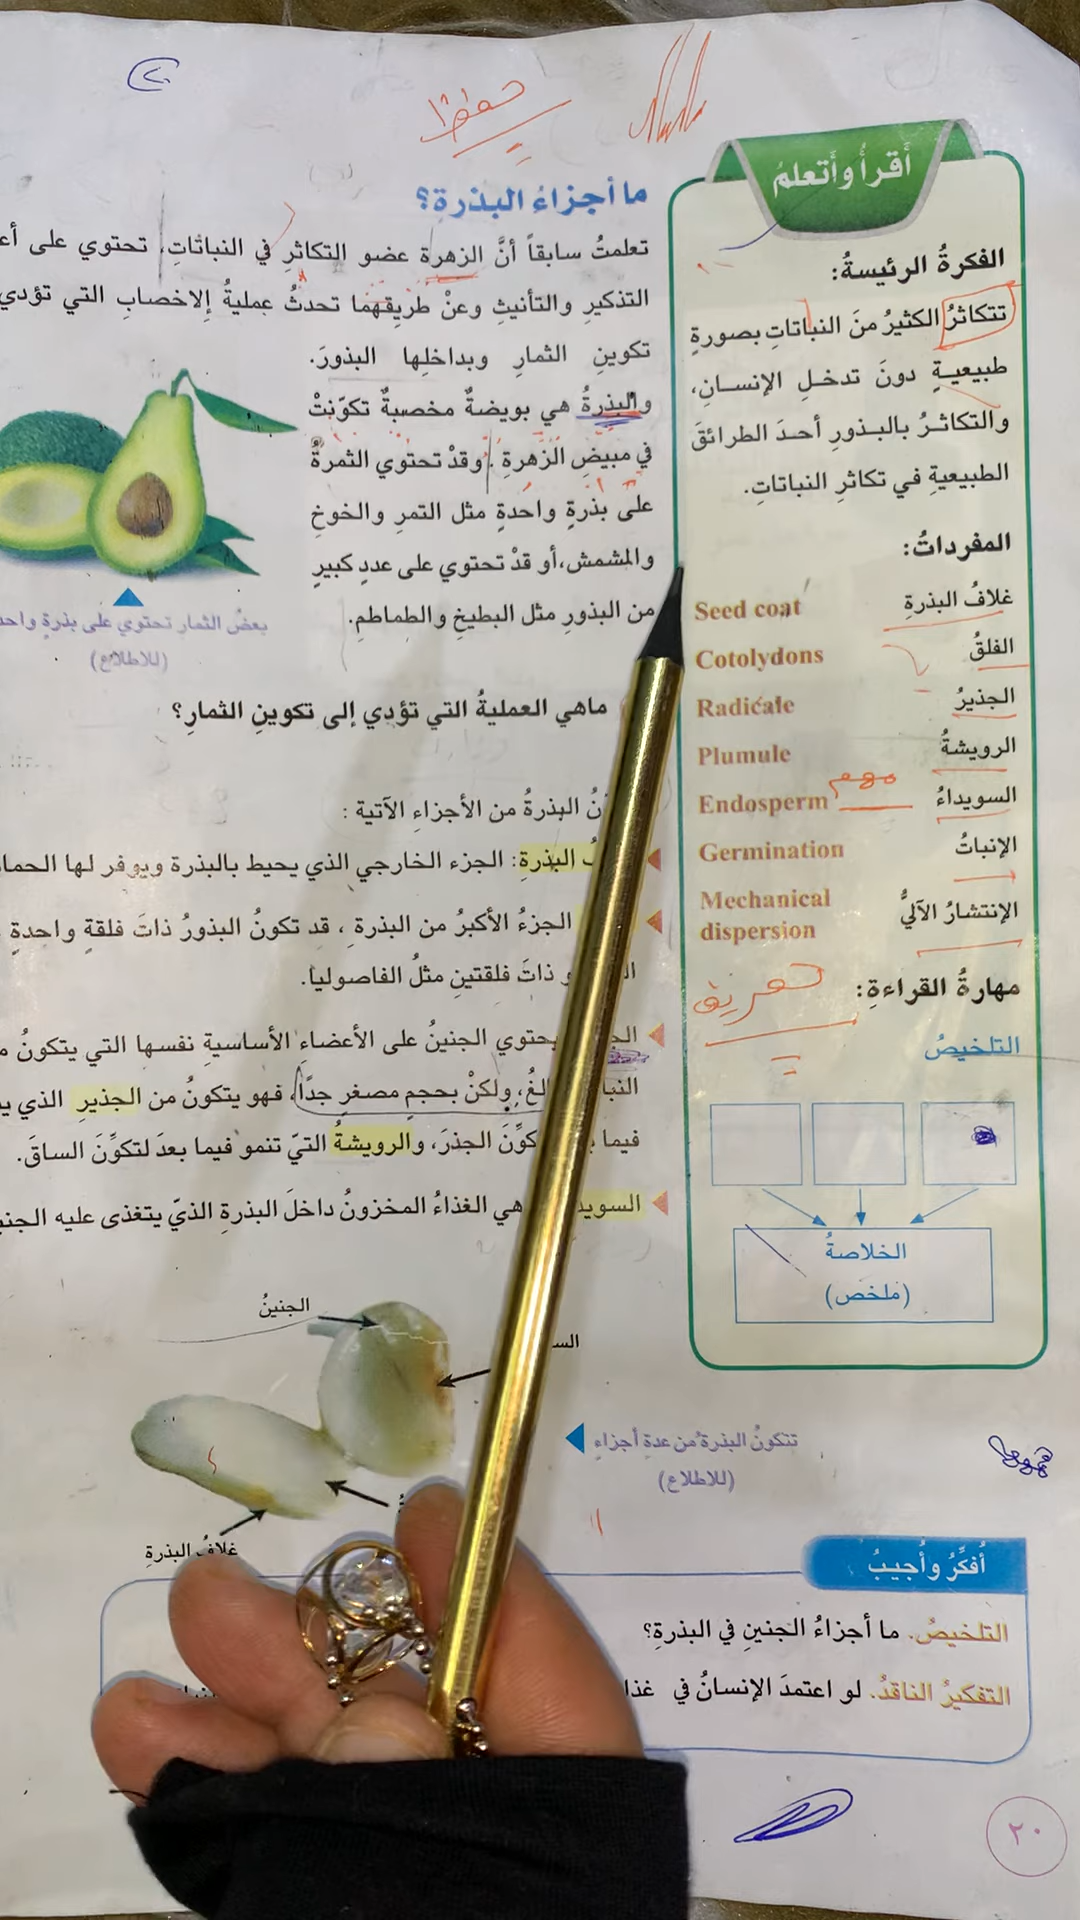 أقرأُ وأتعلمُ
الفكرةُ الرئيسةُ:
تتكاثرُ الكثيرُ منَ النباتاتِ بصورةٍ
طبيعيةٍ دونَ تدخلِ الإنسانِ،
والتكاثرُ بالبذورِ أحدَ الطرائقَ
الطبيعيةِ في تكاثرِ النباتاتِ.
المفرداتُ:
غلافُ البذرةِ Seed coat
الفلقُ Cotolydons
الجذيرُ Radicale
الرويشةُ Plumule
السويداءُ Endosperm مهم
الإنباتُ Germination
الإنتشارُ الآليُّ Mechanical
dispersion
مهارةُ القراءةِ: تعريف
التلخيصُ
الخلاصةُ
(ملخص)
ما أجزاءُ البذرةِ؟
تعلمتُ سابقاً أنَّ الزهرة عضو التكاثرِ في النباتاتِ، تحتوي على
التذكيرِ والتأنيثِ وعنْ طريقهما تحدثُ عمليةُ الإخصابِ التي تؤدي
تكوينِ الثمارِ وبداخلِها البذورَ.
والبذرةُ هي بويضةٌ مخصبةٌ تكوّنتْ
في مبيضِ الزهرةِ. وقدْ تحتوي الثمرةُ
على بذرةٍ واحدةٍ مثل التمرِ والخوخِ
والمشمش، أو قدْ تحتوي على عددٍ كبيرٍ
من البذورِ مثل البطيخِ والطماطمِ.
بعضُ الثمار تحتوي على بذرةٍ
(للاطلاع)
ماهي العمليةُ التي تؤدي إلى تكوينِ الثمارِ؟
البذرةُ من الأجزاءِ الآتية :
البذرةِ: الجزء الخارجي الذي يحيط بالبذرة ويوفر لها
الجزءُ الأكبرُ من البذرةِ ، قد تكونُ البذورُ ذاتَ فلقةٍ واحدةٍ
ذاتَ فلقتينِ مثلُ الفاصوليا.
يحتوي الجنينُ على الأعضاءِ الأساسيةِ نفسها التي يتكونُ
ولكنْ بحجمٍ مصغرٍ جدًا، فهو يتكونُ من الجذيرِ الذي
فيما الجذرَ، والرويشةُ التيّ تنمو فيما بعدَ لتكوِّنَ الساقَ.
هي الغذاءُ المخزونُ داخلَ البذرةِ الذيّ يتغذى عليه
الجنينُ
غلافُ البذرةِ
تتكونُ البذرةُ من عدةِ أجزاءٍ
(للاطلاع)
أُفكِّرُ وأُجيبُ
التلخيصُ. ما أجزاءُ الجنينِ في البذرةِ؟
التفكيرُ الناقدُ. لو اعتمدَ الإنسانُ في
٢٠